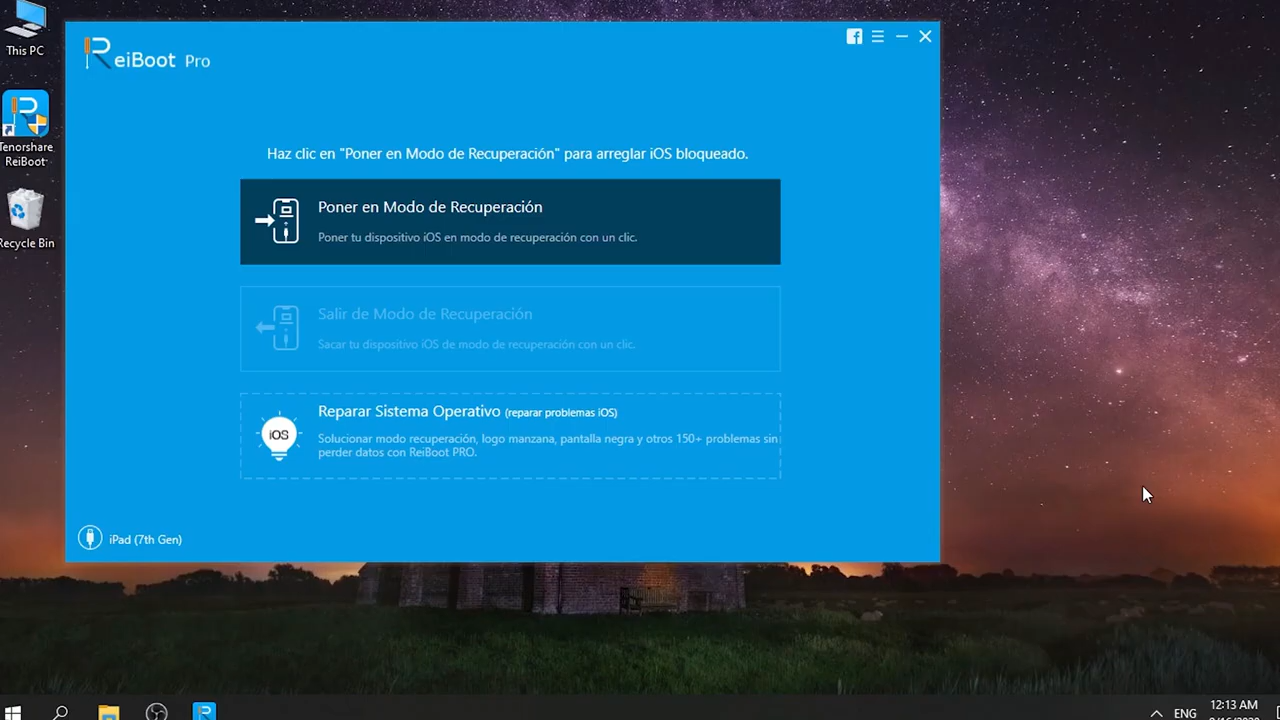 This PC
ReiBoot Pro
Tenorshare
ReiBoot
Haz clic en "Poner en Modo de Recuperación" para arreglar iOS bloqueado.
Poner en Modo de Recuperación
Poner tu dispositivo iOS en modo de recuperación con un clic.
Recycle Bin
Salir de Modo de Recuperación
Sacar tu dispositivo iOS de modo de recuperación con un clic.
Reparar Sistema Operativo (reparar problemas iOS)
iOS
Solucionar modo recuperación, logo manzana, pantalla negra y otros 150+ problemas sin
perder datos con ReiBoot PRO.
iPad (7th Gen)
ENG
12:13 AM